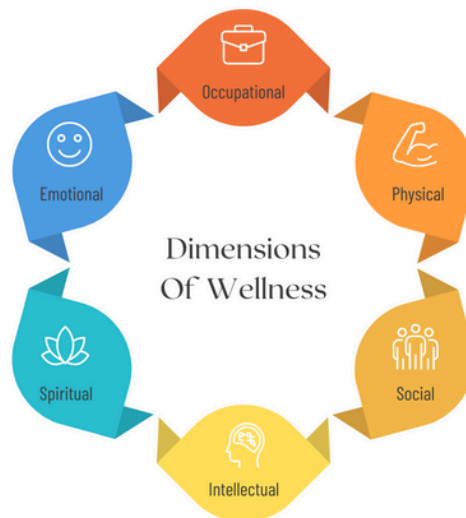 Occupational
Emotional
Physical
Dimensions
Of Wellness
Spiritual
Social
Intellectual